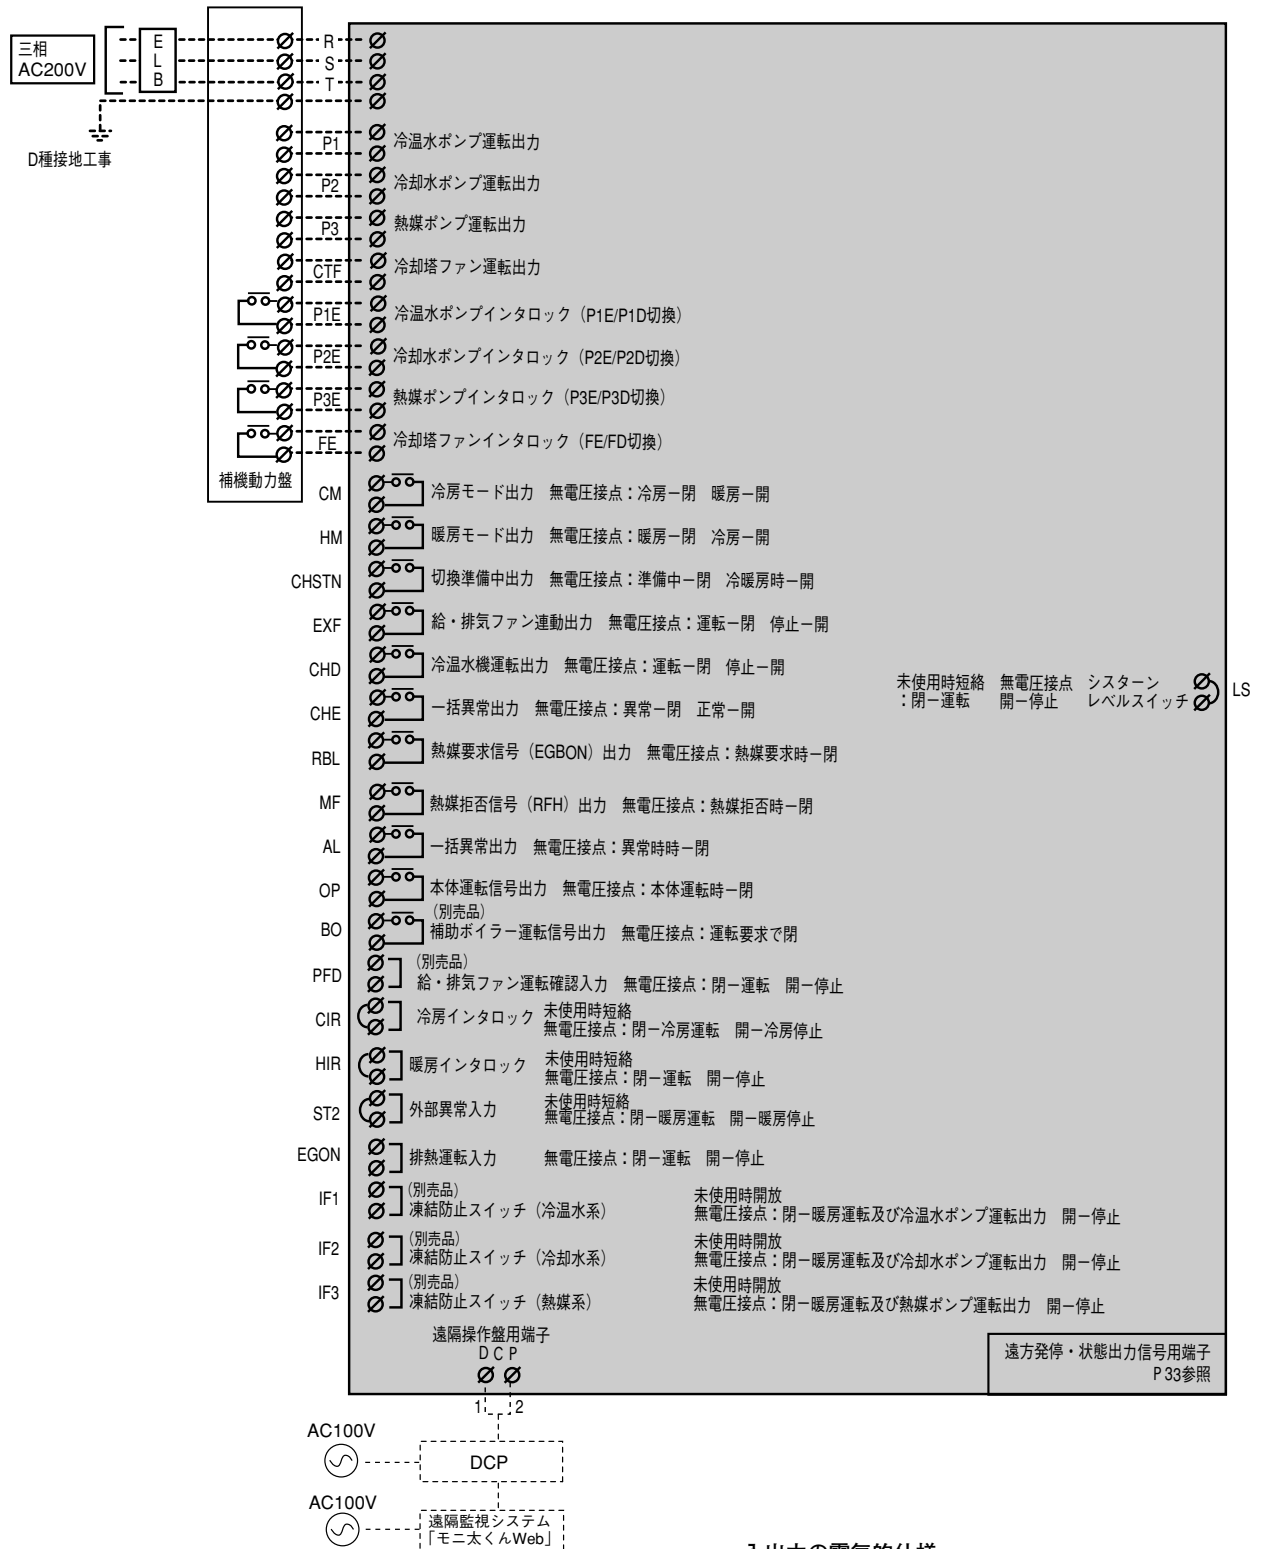 三相
AC200V
E
L
B
R
S
T
D種接地工事
P1 冷温水ポンプ運転出力
P2 冷却水ポンプ運転出力
P3 熱媒ポンプ運転出力
CTF 冷却塔ファン運転出力
P1E 冷温水ポンプインタロック（P1E/P1D切換）
P2E 冷却水ポンプインタロック（P2E/P2D切換）
P3E 熱媒ポンプインタロック（P3E/P3D切換）
FE 冷却塔ファンインタロック（FE/FD切換）
補機動力盤
CM 冷房モード出力　無電圧接点：冷房ー閉　暖房ー開
HM 暖房モード出力　無電圧接点：暖房ー閉　冷房ー開
CHSTN 切換準備中出力　無電圧接点：準備中ー閉　冷暖房時ー開
EXF 給・排気ファン連動出力　無電圧接点：運転ー閉　停止ー開
CHD 冷温水機運転出力　無電圧接点：運転ー閉　停止ー開
未使用時短絡　無電圧接点　シスターン
：閉ー運転　開ー停止　レベルスイッチ
LS
CHE 一括異常出力　無電圧接点：異常ー閉　正常ー開
RBL 熱媒要求信号（EGBON）出力　無電圧接点：熱媒要求時ー閉
MF 熱媒拒否信号（RFH）出力　無電圧接点：熱媒拒否時ー閉
AL 一括異常出力　無電圧接点：異常時時ー閉
OP 本体運転信号出力　無電圧接点：本体運転時ー閉
（別売品）
BO 補助ボイラー運転信号出力　無電圧接点：運転要求で閉
（別売品）
PFD 給・排気ファン運転確認入力　無電圧接点：閉ー運転　開ー停止
CIR 冷房インタロック　未使用時短絡
無電圧接点：閉ー冷房運転　開ー冷房停止
HIR 暖房インタロック　未使用時短絡
無電圧接点：閉ー運転　開ー停止
ST2 外部異常入力　未使用時短絡
無電圧接点：閉ー暖房運転　開ー暖房停止
EGON 排熱運転入力　無電圧接点：閉ー運転　開ー停止
IF1 （別売品）　未使用時開放
凍結防止スイッチ（冷温水系）　無電圧接点：閉ー暖房運転及び冷温水ポンプ運転出力　開ー停止
IF2 （別売品）　未使用時開放
凍結防止スイッチ（冷却水系）　無電圧接点：閉ー暖房運転及び冷却水ポンプ運転出力　開ー停止
IF3 （別売品）　未使用時開放
凍結防止スイッチ（熱媒系）　無電圧接点：閉ー暖房運転及び熱媒ポンプ運転出力　開ー停止
遠隔操作盤用端子
D C P
遠方発停・状態出力信号用端子
P 33参照
1 2
AC100V
DCP
AC100V
遠隔監視システム
「モニ太くんWeb」